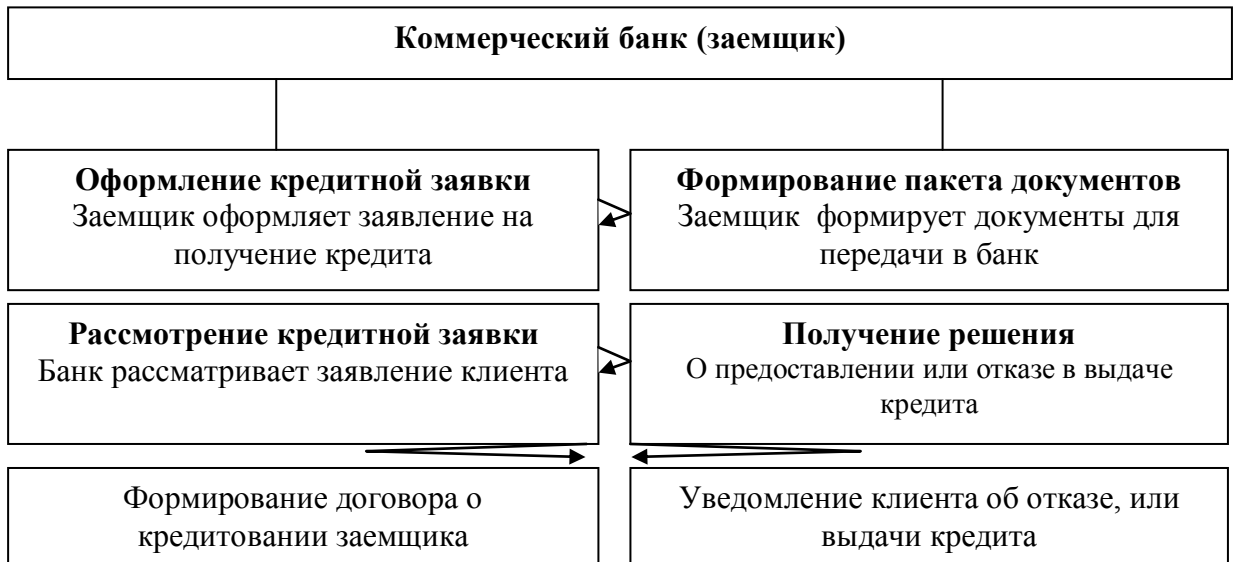 Коммерческий банк (заемщик)
Оформление кредитной заявки
Заемщик оформляет заявление на
получение кредита
Формирование пакета документов
Заемщик формирует документы для
передачи в банк
Рассмотрение кредитной заявки
Банк рассматривает заявление клиента
Получение решения
О предоставлении или отказе в выдаче
кредита
Формирование договора о
кредитовании заемщика
Уведомление клиента об отказе, или
выдачи кредита